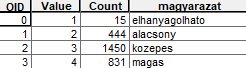 OID Value Count magyarazat
0 1 15 elhanyagolhato
1 2 444 alacsony
2 3 1450 kozepes
3 4 831 magas